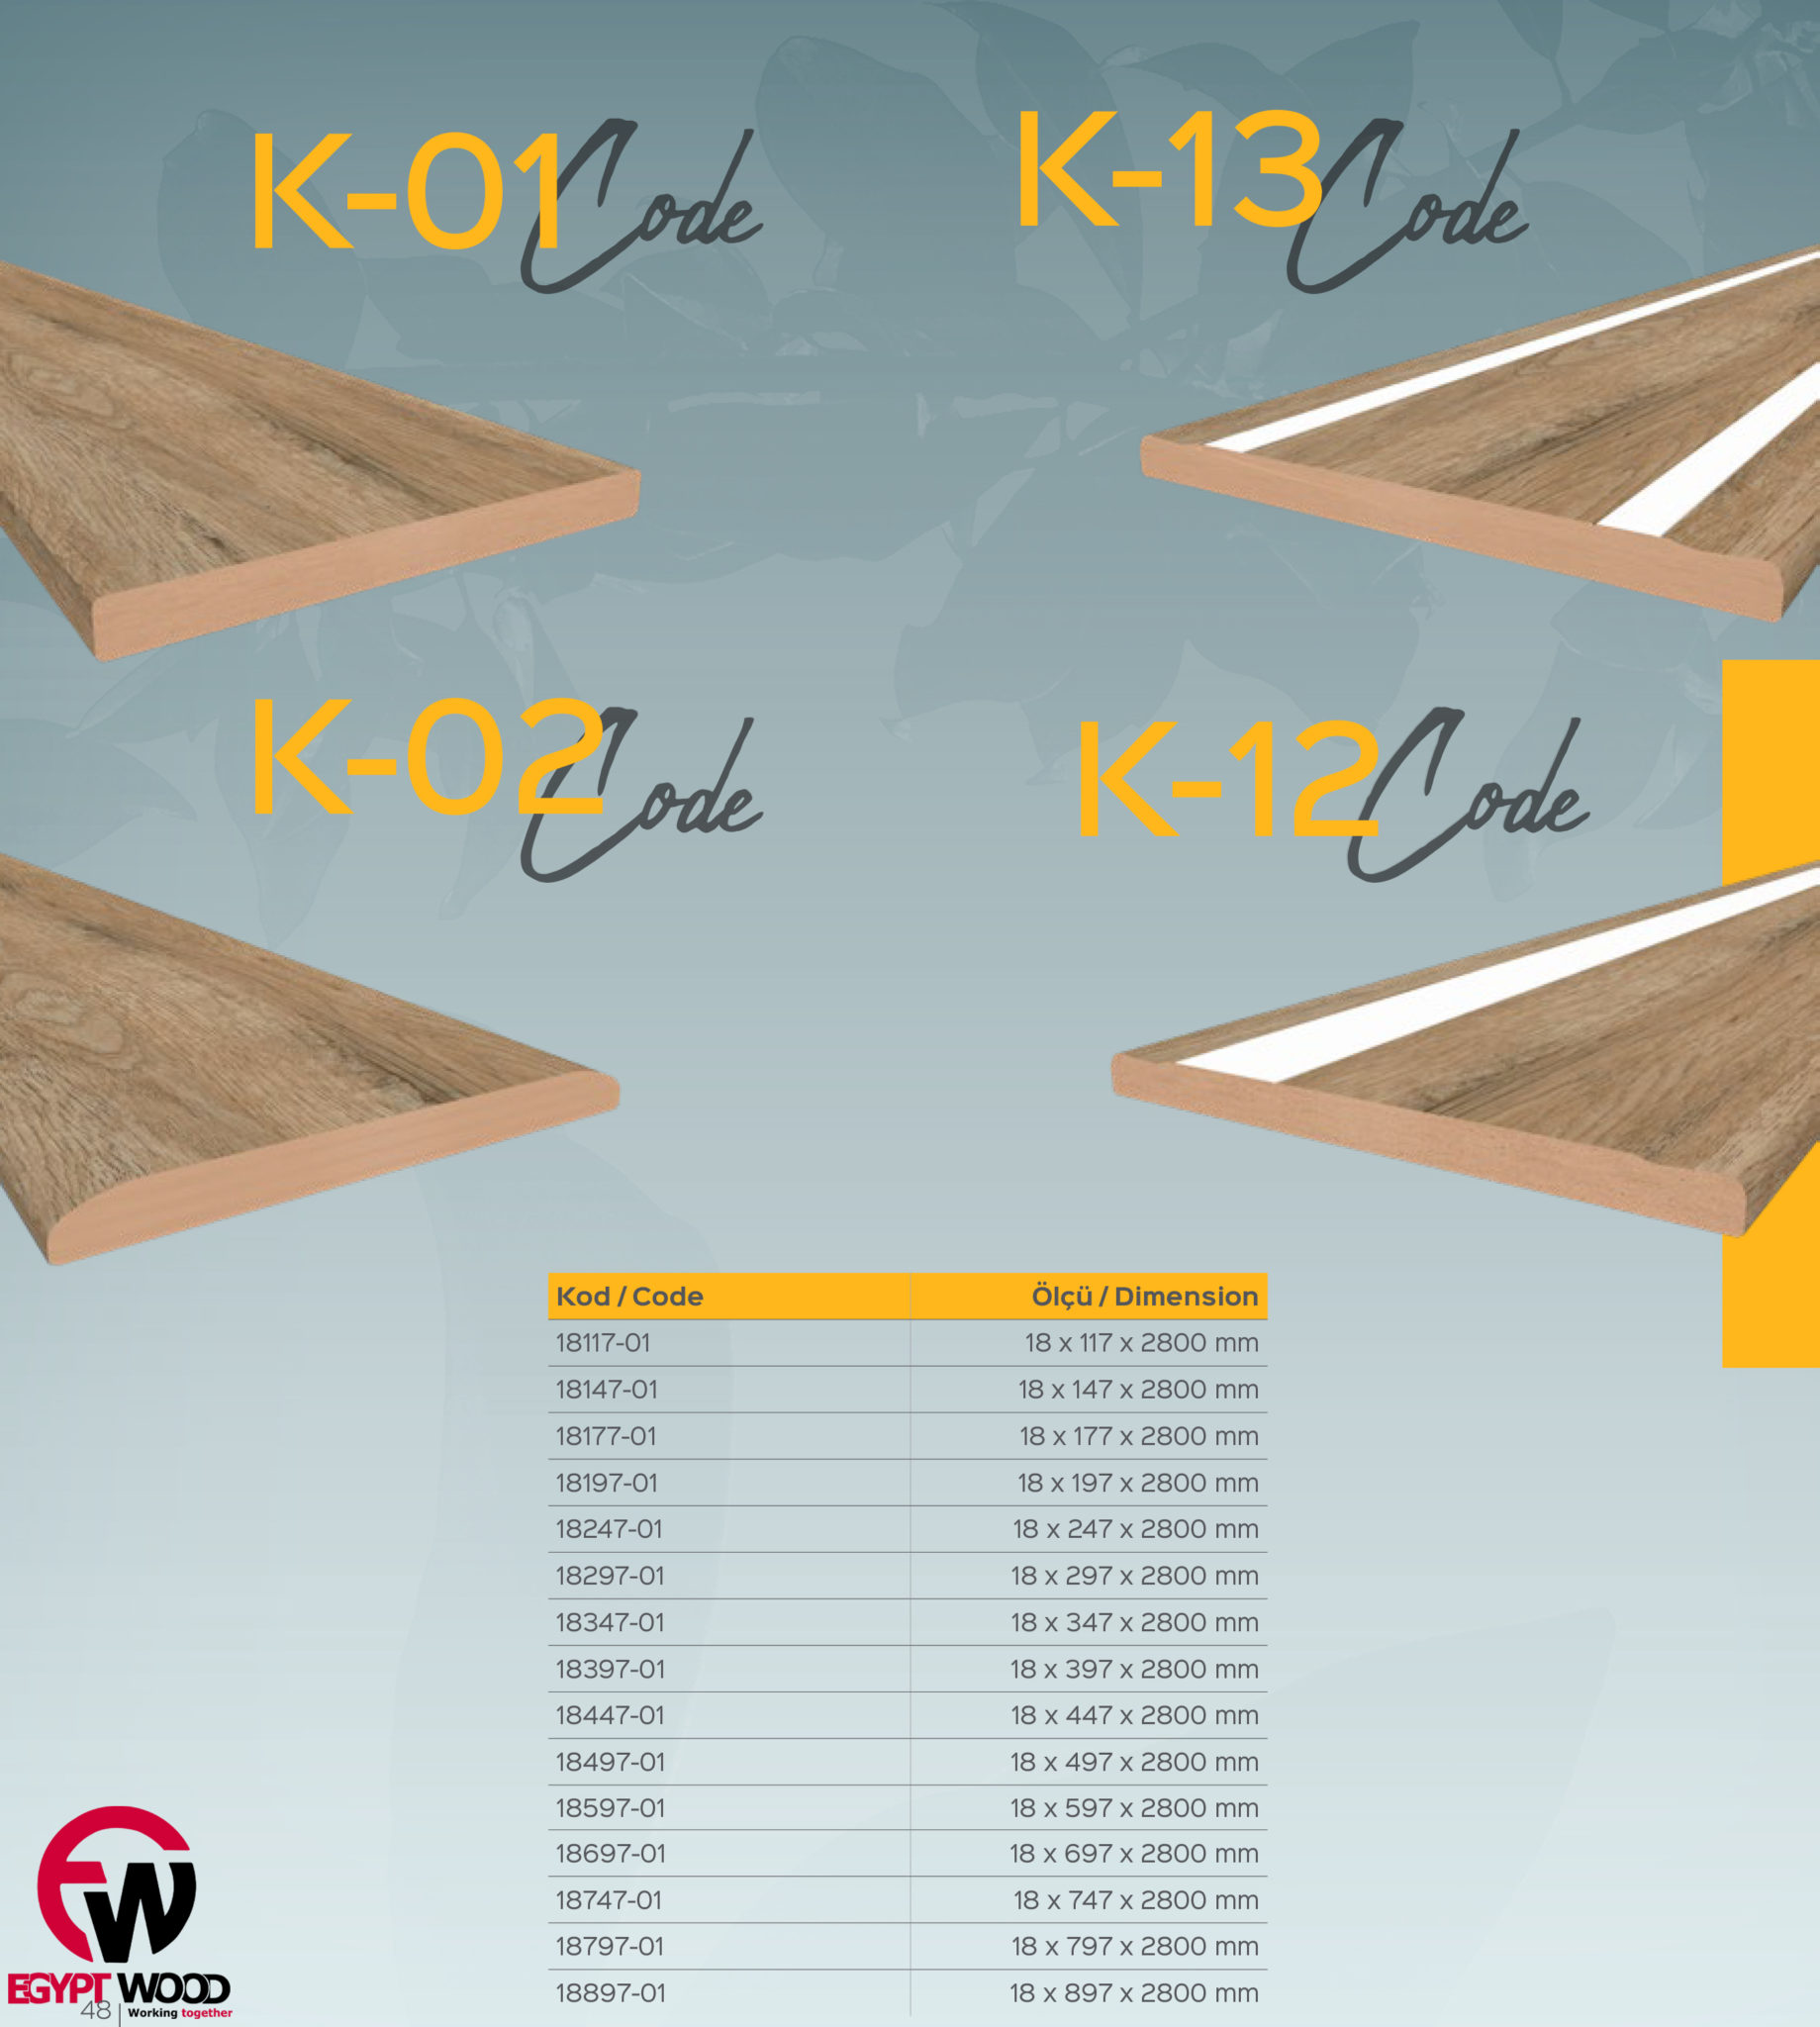 K-01 Code
K-13 Code
K-02 Code
K-12 Code
Kod / Code Ölçü / Dimension
18117-01 18 x 117 x 2800 mm
18147-01 18 x 147 x 2800 mm
18177-01 18 x 177 x 2800 mm
18197-01 18 x 197 x 2800 mm
18247-01 18 x 247 x 2800 mm
18297-01 18 x 297 x 2800 mm
18347-01 18 x 347 x 2800 mm
18397-01 18 x 397 x 2800 mm
18447-01 18 x 447 x 2800 mm
18497-01 18 x 497 x 2800 mm
18597-01 18 x 597 x 2800 mm
18697-01 18 x 697 x 2800 mm
18747-01 18 x 747 x 2800 mm
18797-01 18 x 797 x 2800 mm
18897-01 18 x 897 x 2800 mm
EW
EGYPT WOOD
48 | Working together